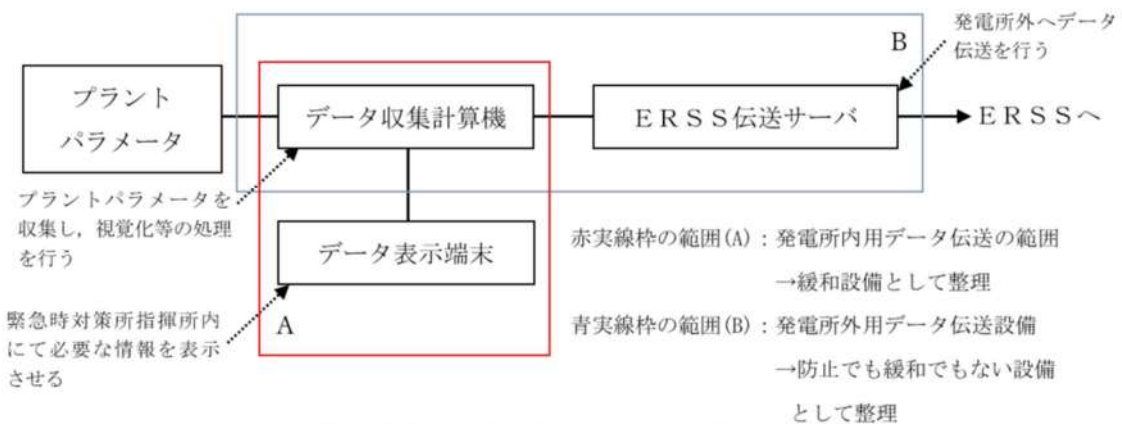 発電所外へデータ
伝送を行う
B
プラント
パラメータ
データ収集計算機
ERSS伝送サーバ
ERSSへ
プラントパラメータを
収集し,視覚化等の処理
を行う
データ表示端末
A
緊急時対策所指揮所内
にて必要な情報を表示
させる
赤実線枠の範囲(A):発電所内用データ伝送の範囲
→緩和設備として整理
青実線枠の範囲(B):発電所外用データ伝送設備
→防止でも緩和でもない設備
として整理